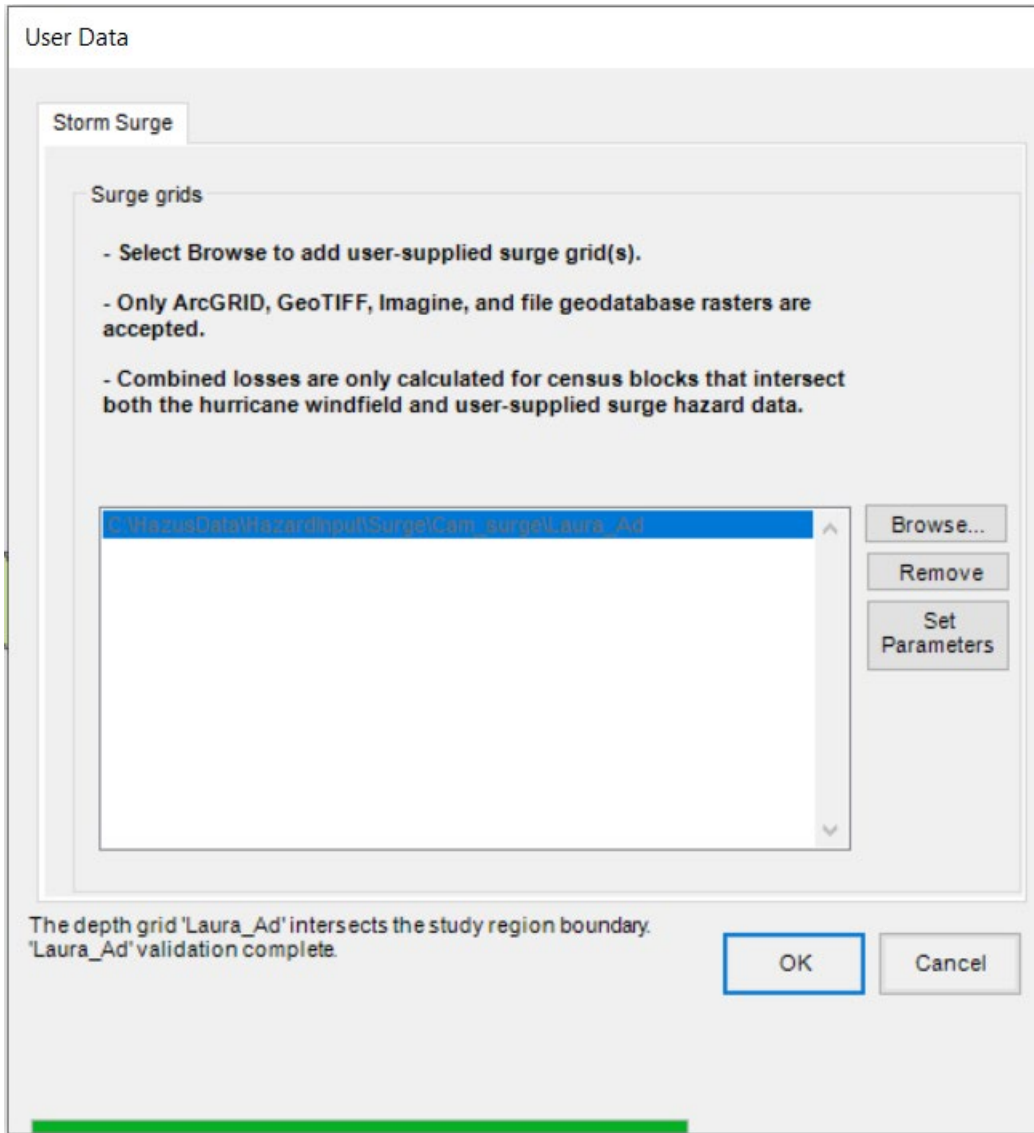 User Data
Storm Surge
Surge grids
- Select Browse to add user-supplied surge grid(s).
- Only ArcGRID, GeoTIFF, Imagine, and file geodatabase rasters are
accepted.
- Combined losses are only calculated for census blocks that intersect
both the hurricane windfield and user-supplied surge hazard data.
C:\HazusData\HazardInput\Surge\Cam_surge\Laura_Ad
Browse...
Remove
Set
Parameters
The depth grid 'Laura_Ad' intersects the study region boundary.
'Laura_Ad' validation complete.
OK
Cancel